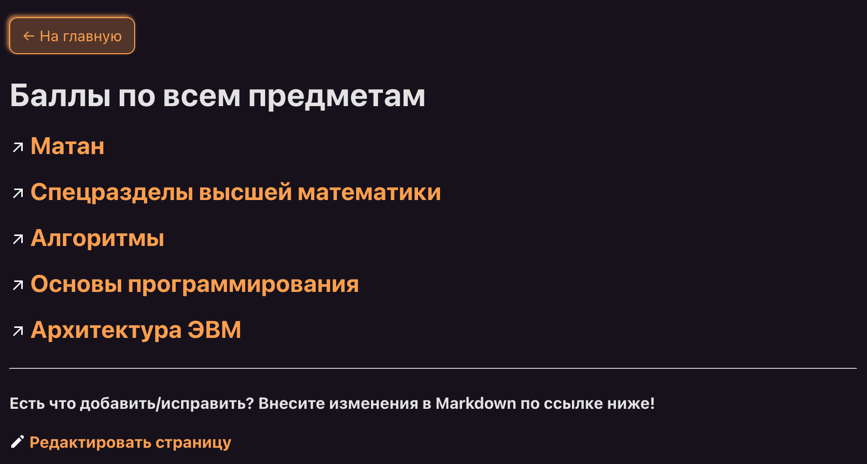 ← На главную
Баллы по всем предметам
↗ Матан
↗ Спецразделы высшей математики
↗ Алгоритмы
↗ Основы программирования
↗ Архитектура ЭВМ
Есть что добавить/исправить? Внесите изменения в Markdown по ссылке ниже!
Редактировать страницу